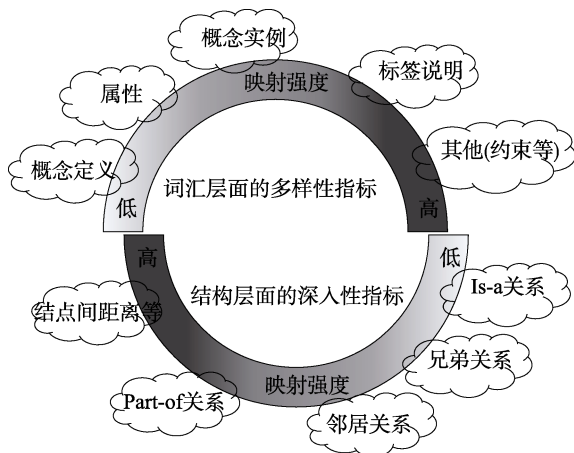 概念实例
标签说明
映射强度
属性
其他(约束等)
概念定义
词汇层面的多样性指标
低
高
高
低
结构层面的深入性指标
Is-a关系
结点间距离等
兄弟关系
映射强度
Part-of关系
邻居关系